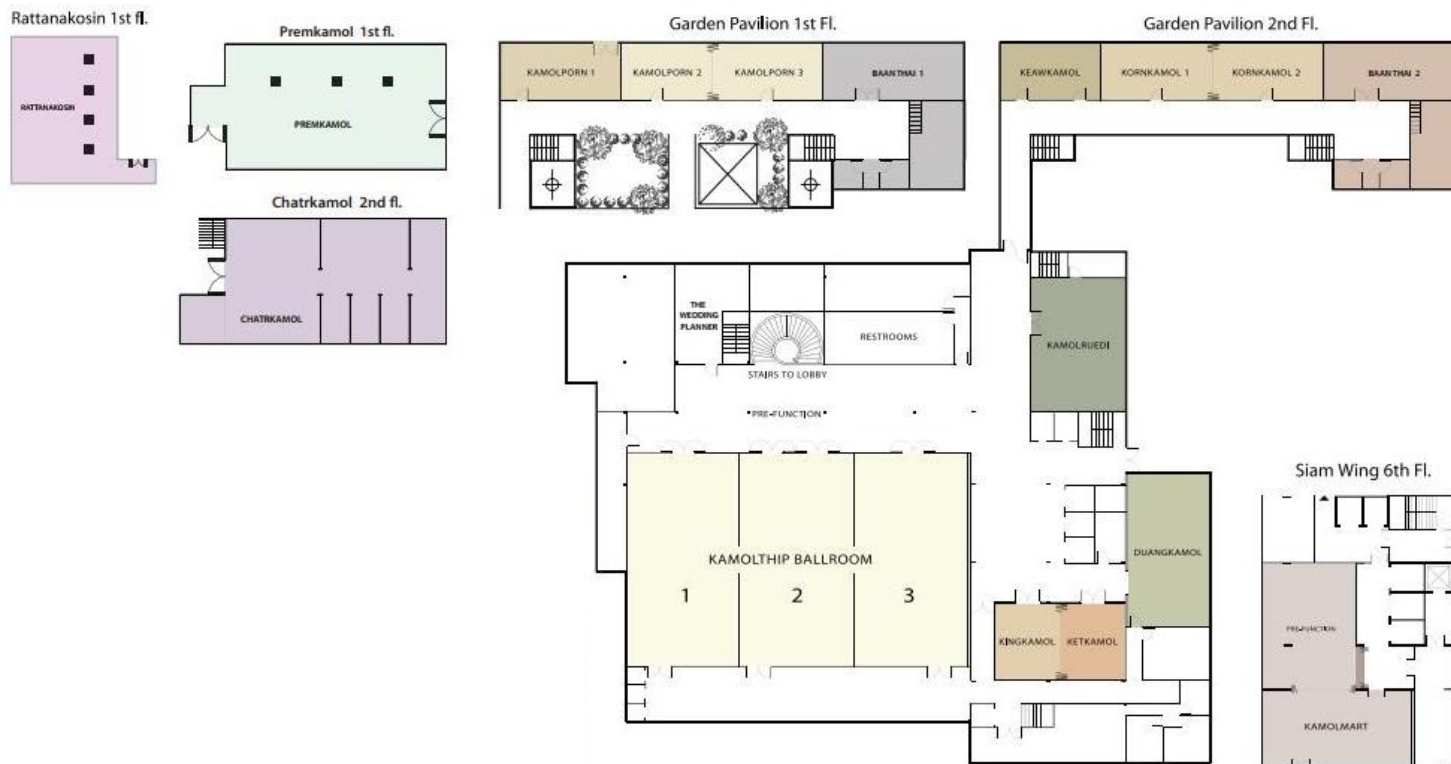 Rattanakosin 1st fl.
RATTANAKOSIN
Premkamol 1st fl.
PREMKAMOL
Chatrkamol 2nd fl.
CHATRKAMOL
Garden Pavilion 1st Fl.
KAMOLPORN 1
KAMOLPORN 2
KAMOLPORN 3
BAANTHAI 1
Garden Pavilion 2nd Fl.
KEAWKAMOL
KORNKAMOL 1
KORNKAMOL 2
BAANTHAI 2
THE
WEDDING
PLANNER
RESTROOMS
STAIRS TO LOBBY
PRE-FUNCTION
KAMOLRUEDI
KAMOLTHIP BALLROOM
1
2
3
DUANGKAMOL
KINGKAMOL
KETKAMOL
Siam Wing 6th Fl.
PRE-FUNCTION
KAMOLMART